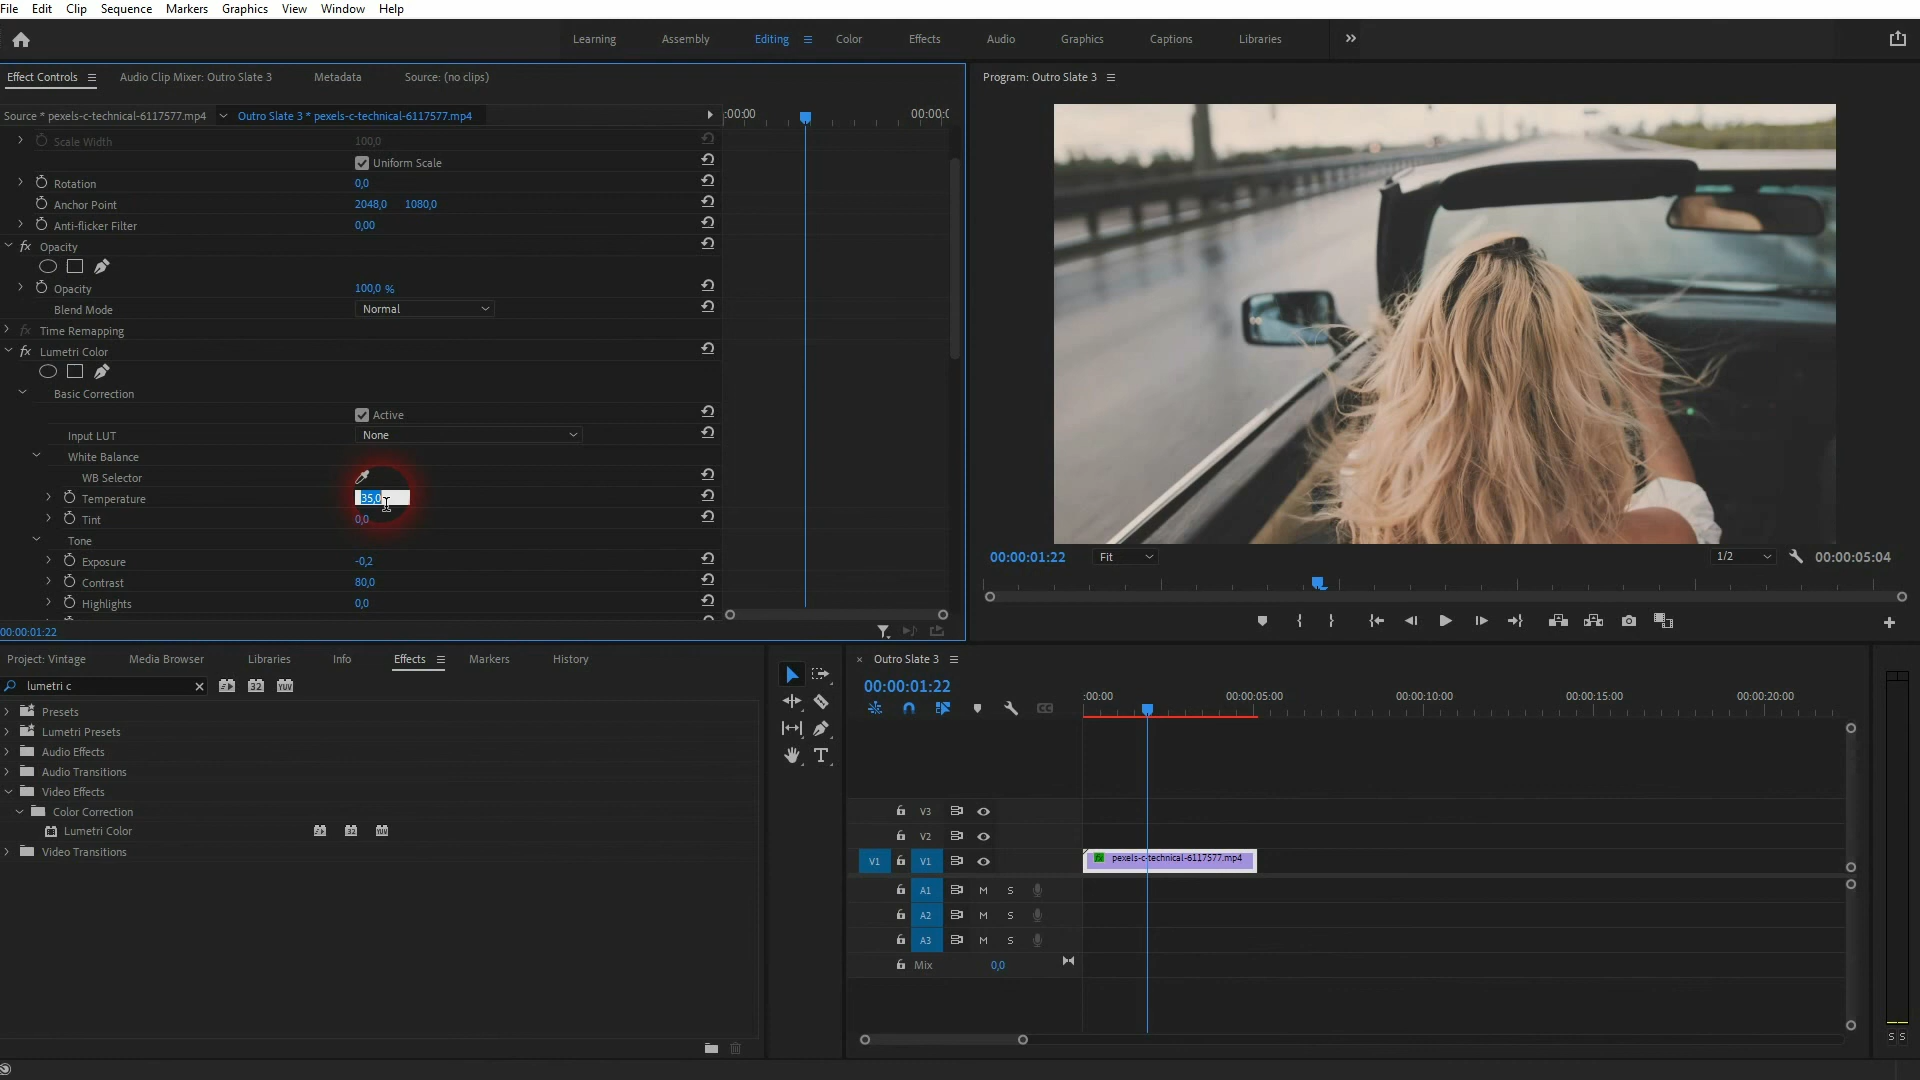 File Edit Clip Sequence Markers Graphics View Window Help
Learning Assembly Editing Color Effects Audio Graphics Captions Libraries
Effect Controls Audio Clip Mixer: Outro Slate 3 Metadata Source: (no clips)
Program: Outro Slate 3
Source * pexels-c-technical-6117577.mp4 Outro Slate 3 * pexels-c-technical-6117577.mp4
:00:00 00:00:0
Scale Width 100,0
Uniform Scale
Rotation 0,0
Anchor Point 2048,0 1080,0
Anti-flicker Filter 0,00
fx Opacity
Opacity 100,0 %
Blend Mode Normal
fx Time Remapping
fx Lumetri Color
Basic Correction
Active
Input LUT None
White Balance
WB Selector
Temperature 35,0
Tint 0,0
Tone
Exposure -0,2
Contrast 80,0
Highlights 0,0
00:00:01:22
00:00:01:22 Fit 1/2 00:00:05:04
Project: Vintage Media Browser Libraries Info Effects Markers History
lumetri c
32 YUV
Presets
Lumetri Presets
Audio Effects
Audio Transitions
Video Effects
Color Correction
Lumetri Color 32 YUV
Video Transitions
× Outro Slate 3
00:00:01:22
:00:00 00:00:05:00 00:00:10:00 00:00:15:00 00:00:20:00
CC
V3
V2
V1 V1 fx pexels-c-technical-6117577.mp4
A1 M S
A2 M S
A3 M S
Mix 0,0
S S